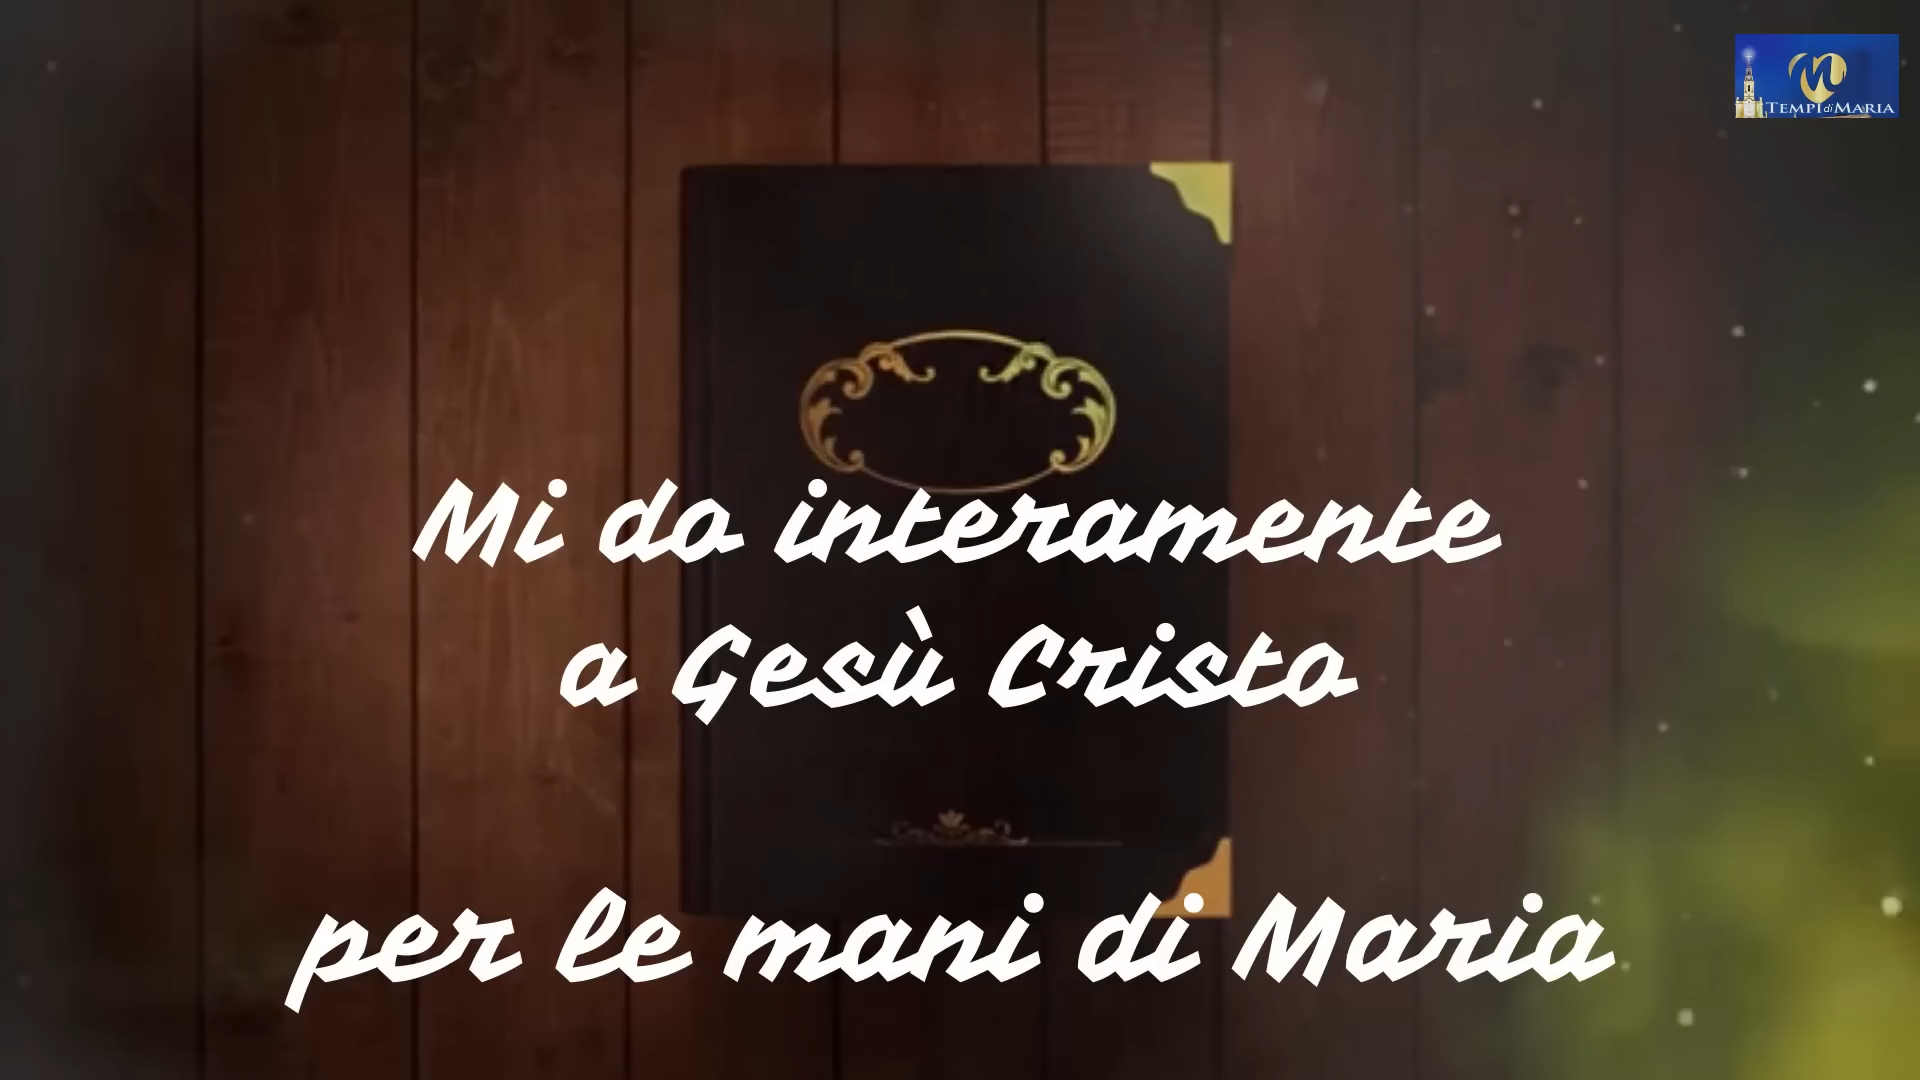 TEMPI di MARIA
Mi do interamente
a Gesù Cristo
per le mani di Maria